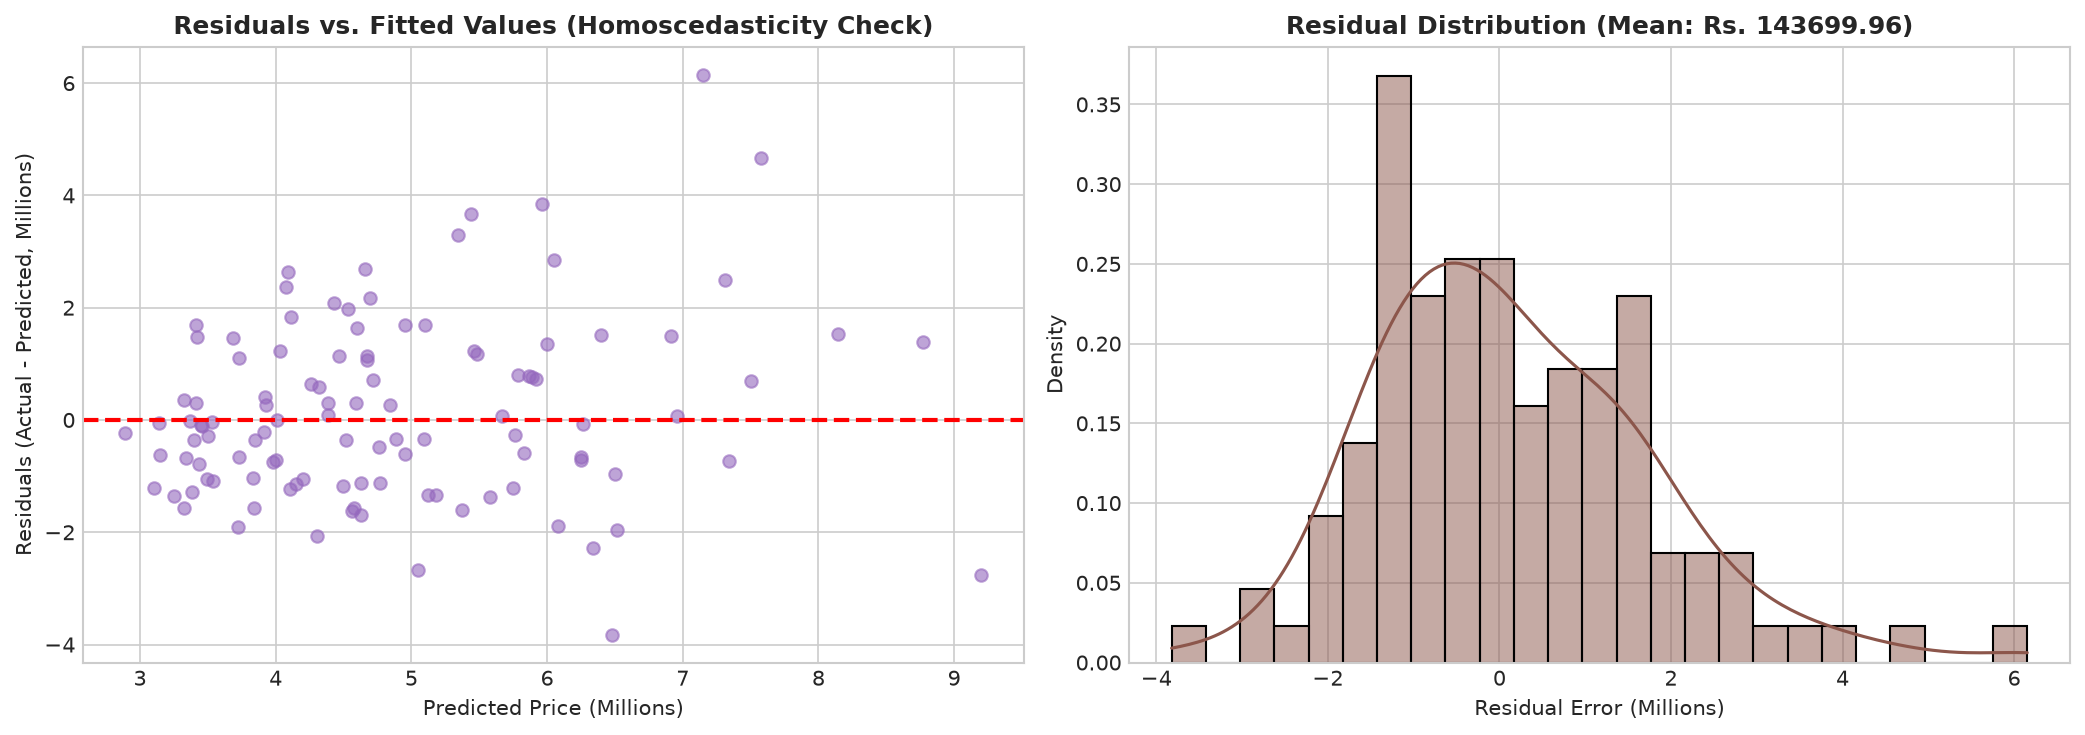 Residuals vs. Fitted Values (Homoscedasticity Check)
Residuals (Actual - Predicted, Millions)
6
4
2
0
−2
−4
3 4 5 6 7 8 9
Predicted Price (Millions)
Residual Distribution (Mean: Rs. 143699.96)
Density
0.35
0.30
0.25
0.20
0.15
0.10
0.05
0.00
−4 −2 0 2 4 6
Residual Error (Millions)